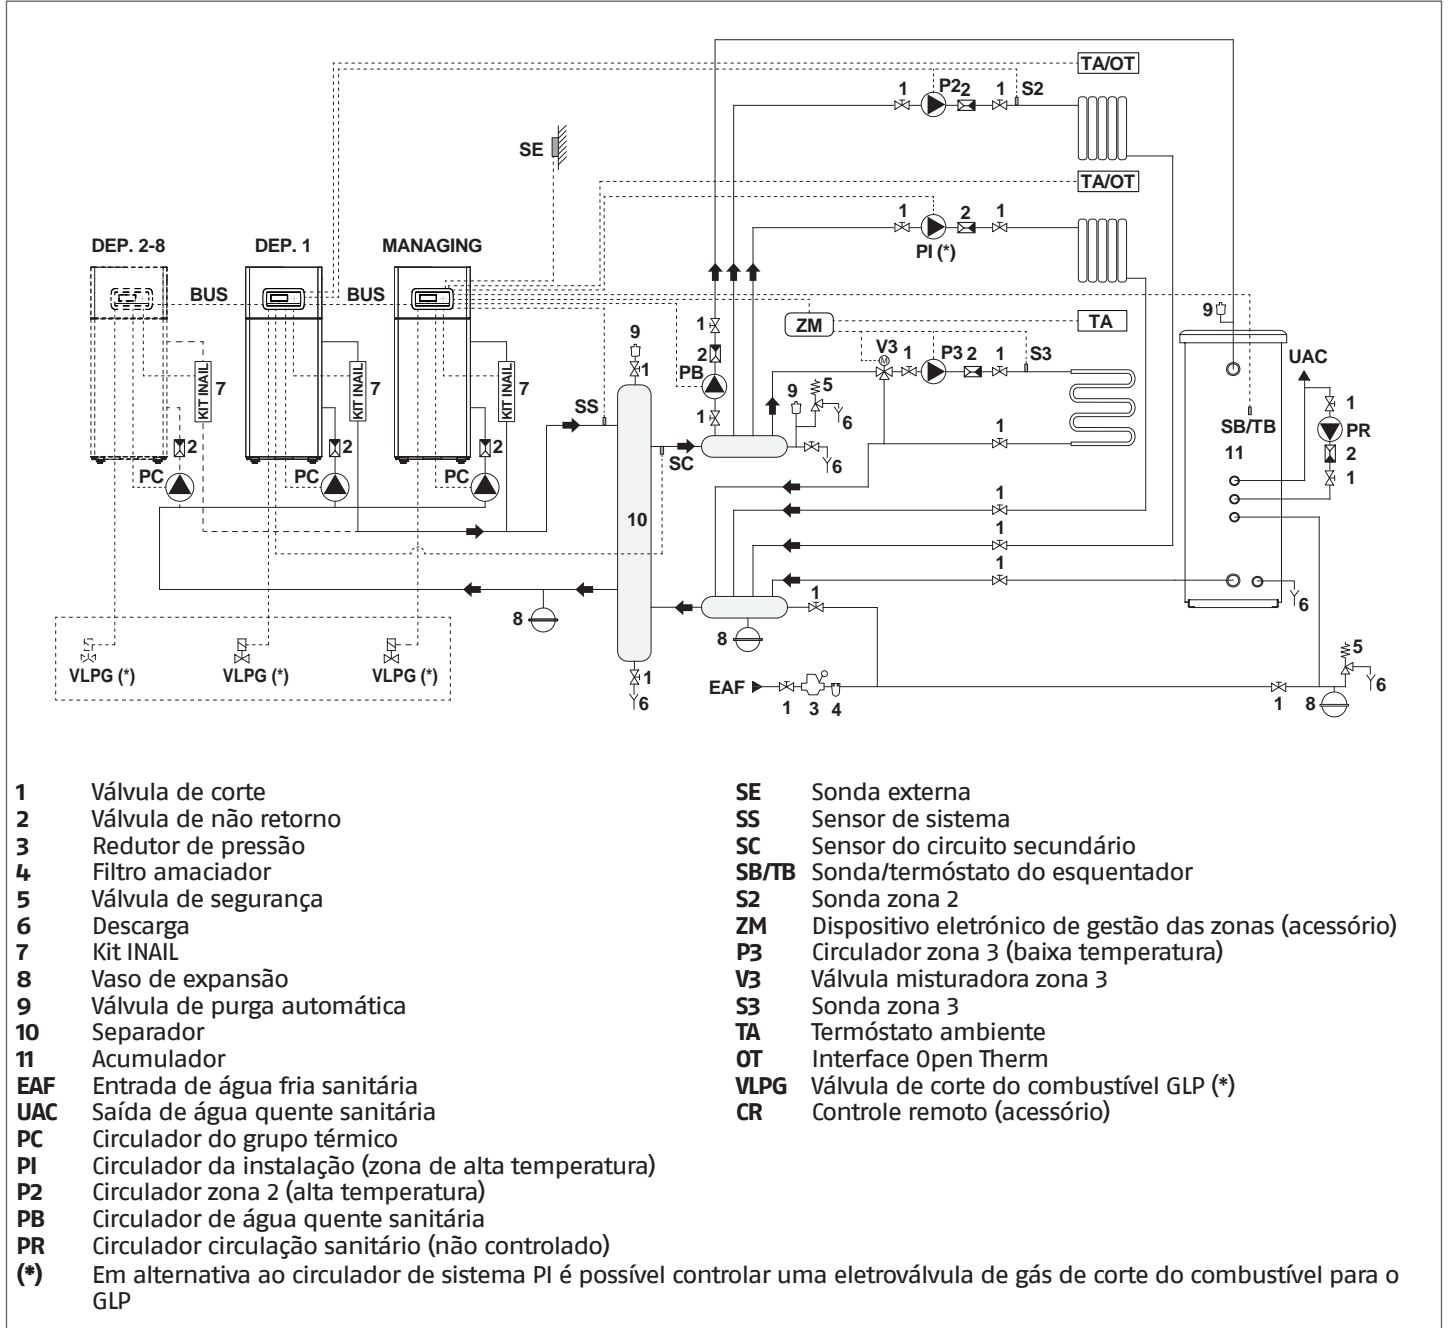 TA/OT
1 P2 2 1 S2
SE
TA/OT
1 2 1
PI (*)
DEP. 2-8 DEP. 1 MANAGING
BUS BUS
9
1
ZM
TA
9
V3 1 P3 2 1 S3
UAC
1
2
PB
1
9 5
6
KIT INAIL
7
KIT INAIL
7
KIT INAIL
7
SS
SC
6
1
SB/TB
11
1
PR
2
1
2 2 2
PC PC PC
10
1
1
1
1
6
8
8
VLPG (*) VLPG (*) VLPG (*)
1
6
EAF
1 3 4
1 8
5
6
1 Válvula de corte
2 Válvula de não retorno
3 Redutor de pressão
4 Filtro amaciador
5 Válvula de segurança
6 Descarga
7 Kit INAIL
8 Vaso de expansão
9 Válvula de purga automática
10 Separador
11 Acumulador
EAF Entrada de água fria sanitária
UAC Saída de água quente sanitária
PC Circulador do grupo térmico
PI Circulador da instalação (zona de alta temperatura)
P2 Circulador zona 2 (alta temperatura)
PB Circulador de água quente sanitária
PR Circulador circulação sanitário (não controlado)
SE Sonda externa
SS Sensor de sistema
SC Sensor do circuito secundário
SB/TB Sonda/termóstato do esquentador
S2 Sonda zona 2
ZM Dispositivo eletrónico de gestão das zonas (acessório)
P3 Circulador zona 3 (baixa temperatura)
V3 Válvula misturadora zona 3
S3 Sonda zona 3
TA Termóstato ambiente
OT Interface Open Therm
VLPG Válvula de corte do combustível GLP (*)
CR Controle remoto (acessório)
(*) Em alternativa ao circulador de sistema PI é possível controlar uma eletroválvula de gás de corte do combustível para o
GLP